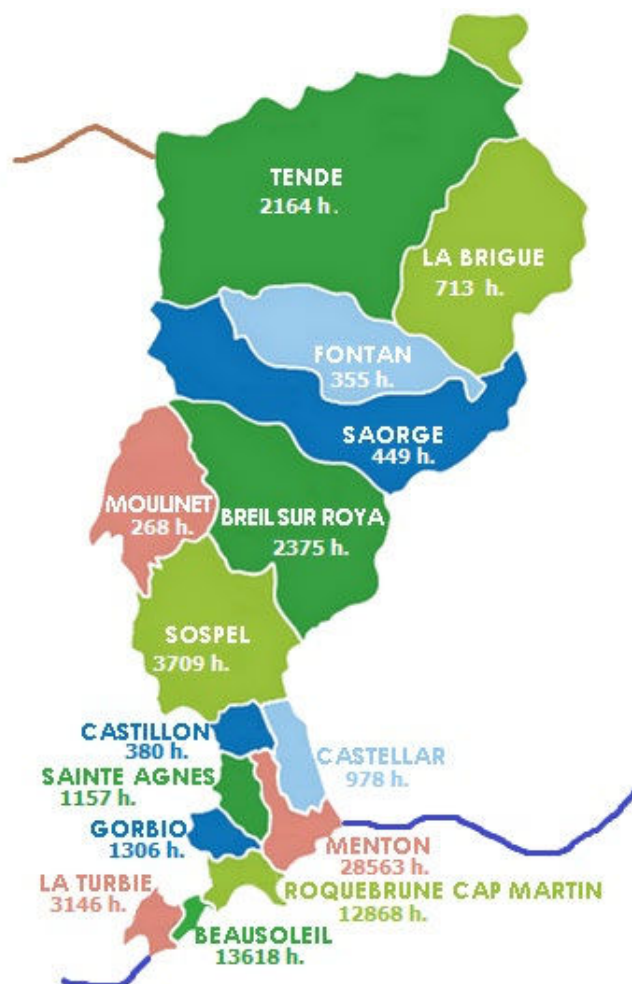 TENDE
2164 h.
LA BRIGUE
713 h.
FONTAN
355 h.
SAORGE
449 h.
MOULINET
268 h.
BREIL SUR ROYA
2375 h.
SOSPEL
3709 h.
CASTILLON
380 h.
CASTELLAR
978 h.
SAINTE AGNES
1157 h.
GORBIO
1306 h.
MENTON
28563 h.
LA TURBIE
3146 h.
ROQUEBRUNE CAP MARTIN
12868 h.
BEAUSOLEIL
13618 h.